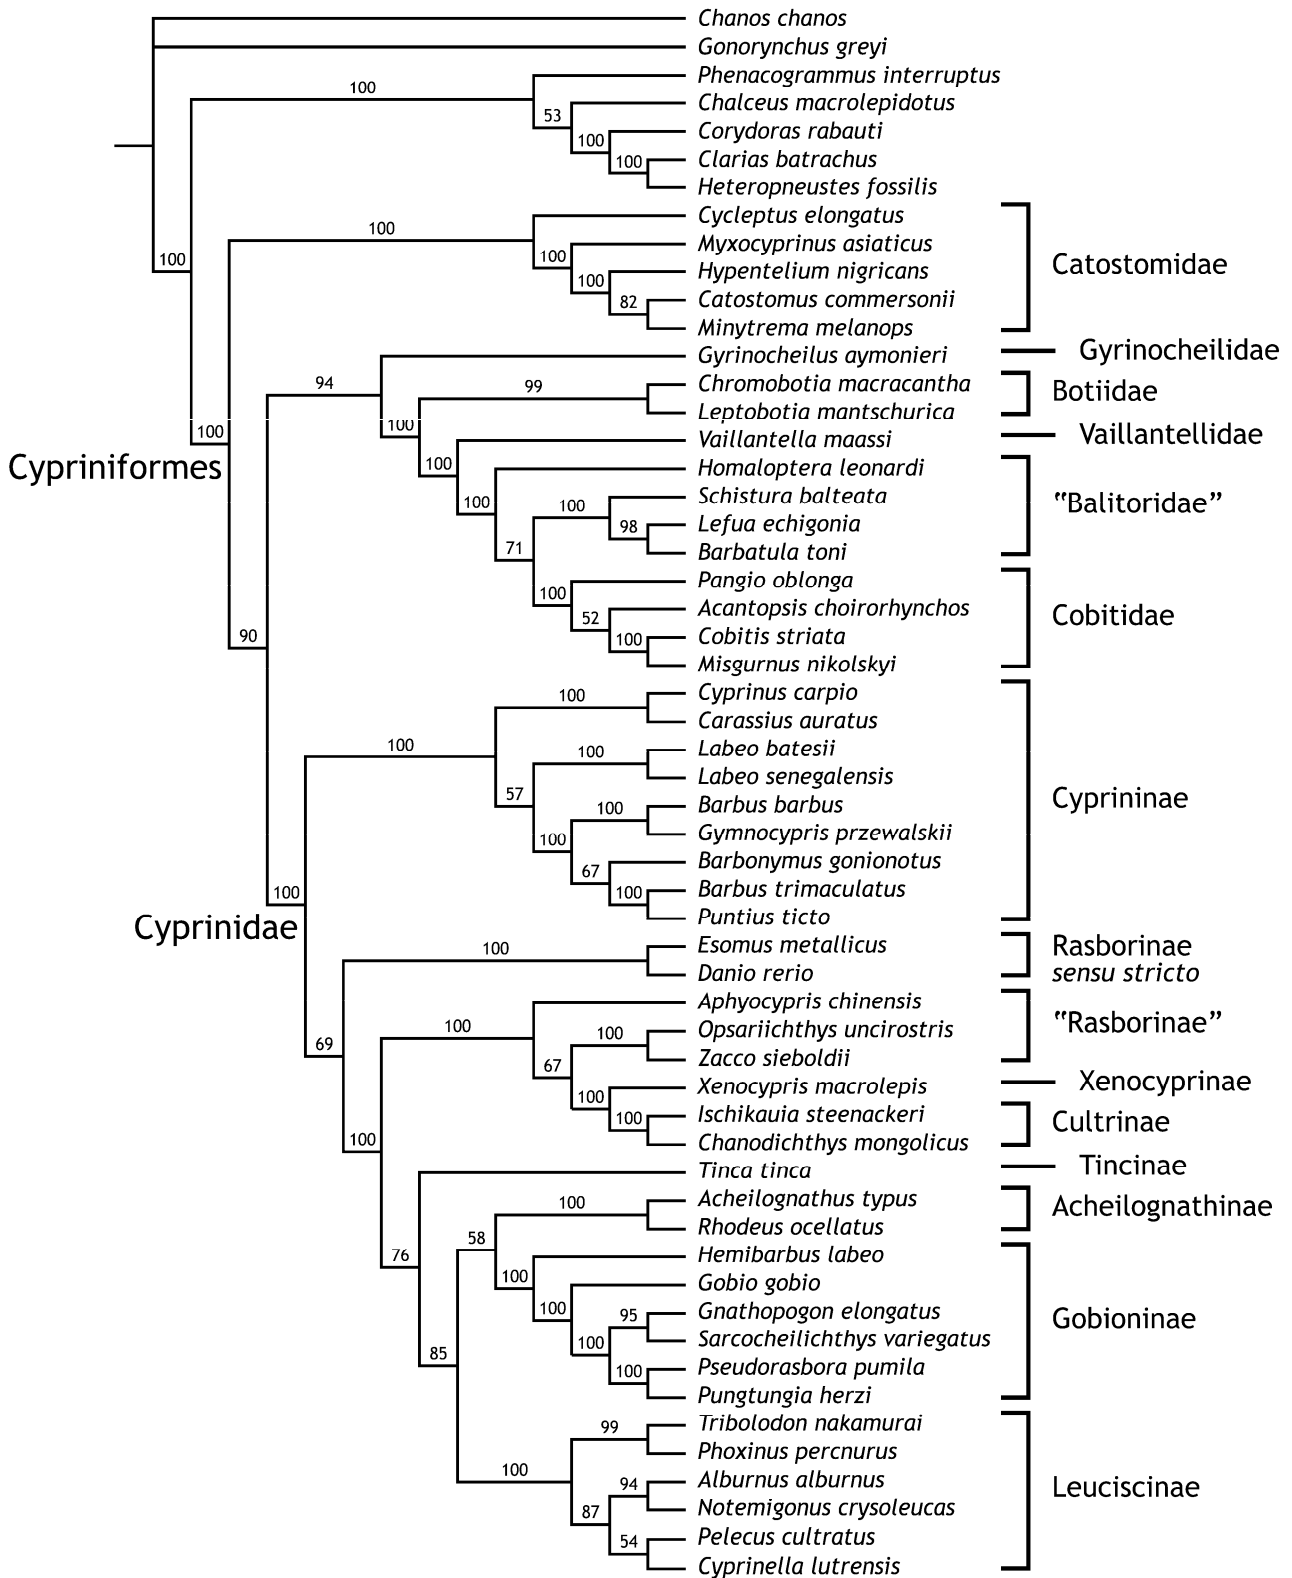 Chanos chanos
Gonorynchus greyi
Phenacogrammus interruptus
100
Chalceus macrolepidotus
53
Corydoras rabauti
100
Clarias batrachus
100
Heteropneustes fossilis
Cycleptus elongatus
100
Myxocyprinus asiaticus
100
100
Catostomidae
Hypentelium nigricans
100
Catostomus commersonii
82
Minytrema melanops
Gyrinocheilus aymonieri
Gyrinocheilidae
94
Chromobotia macracantha
99
Botiidae
Leptobotia mantschurica
100
100
Cypriniformes
Vaillantella maassi
Vaillantellidae
100
Homaloptera leonardi
100
Schistura balteata
"Balitoridae"
100
Lefua echigonia
98
Barbatula toni
71
Pangio oblonga
100
Acantopsis choirorhynchos
Cobitidae
52
Cobitis striata
100
90
Misgurnus nikolskyi
Cyprinus carpio
100
Carassius auratus
100
Labeo batesii
100
Labeo senegalensis
57
Barbus barbus
100
Cyprininae
Gymnocypris przewalskii
100
Barbonymus gonionotus
67
Barbus trimaculatus
100
100
Puntius ticto
Cyprinidae
Esomus metallicus
100
Danio rerio
Rasborinae
sensu stricto
Aphyocypris chinensis
100
Opsariichthys uncirostris
100
"Rasborinae"
69
Zacco sieboldii
67
Xenocypris macrolepis
Xenocyprinae
100
Ischikauia steenackeri
100
Cultrinae
100
Chanodichthys mongolicus
Tinca tinca
Tincinae
Acheilognathus typus
100
Acheilognathinae
Rhodeus ocellatus
58
76
Hemibarbus labeo
100
Gobio gobio
100
Gnathopogon elongatus
95
Gobioninae
Sarcocheilichthys variegatus
100
85
Pseudorasbora pumila
100
Pungtungia herzi
Tribolodon nakamurai
99
Phoxinus percnurus
100
Alburnus alburnus
94
Leuciscinae
Notemigonus crysoleucas
87
Pelecus cultratus
54
Cyprinella lutrensis